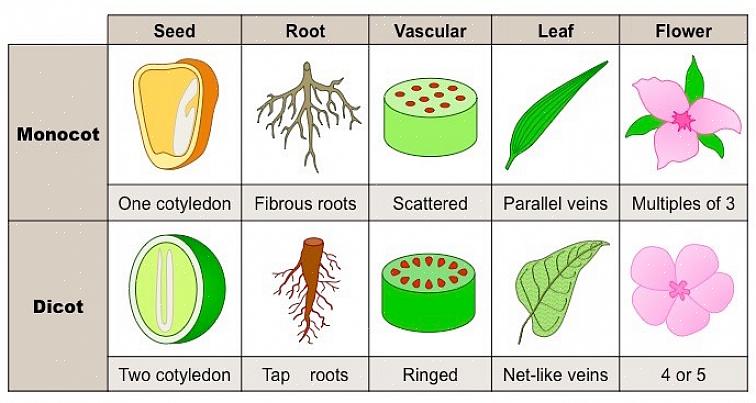 Seed Root Vascular Leaf Flower
Monocot
One cotyledon Fibrous roots Scattered Parallel veins Multiples of 3
Dicot
Two cotyledon Tap roots Ringed Net-like veins 4 or 5